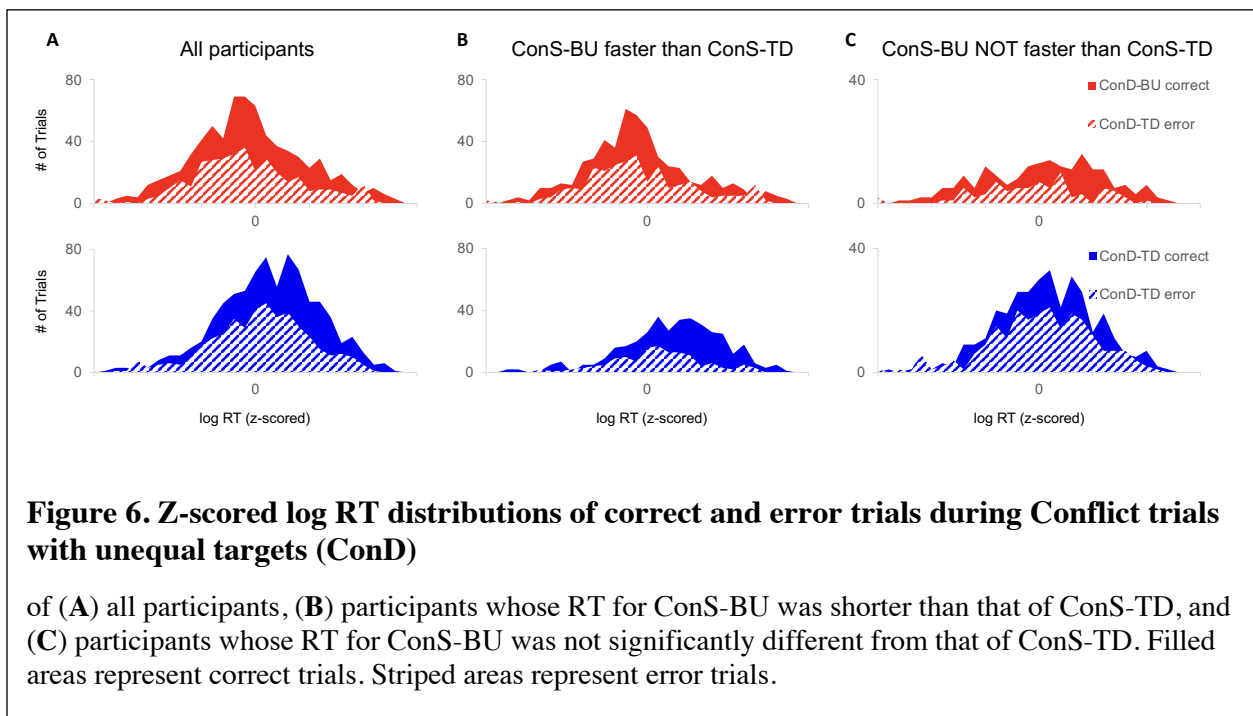 A
All participants
B
ConS-BU faster than ConS-TD
C
ConS-BU NOT faster than ConS-TD
80
40
0
# of Trials
0
80
40
0
0
40
20
0
0
ConD-BU correct
ConD-TD error
80
40
0
# of Trials
0
log RT (z-scored)
80
40
0
0
log RT (z-scored)
40
20
0
0
log RT (z-scored)
ConD-TD correct
ConD-TD error
Figure 6. Z-scored log RT distributions of correct and error trials during Conflict trials
with unequal targets (ConD)
of (A) all participants, (B) participants whose RT for ConS-BU was shorter than that of ConS-TD, and
(C) participants whose RT for ConS-BU was not significantly different from that of ConS-TD. Filled
areas represent correct trials. Striped areas represent error trials.